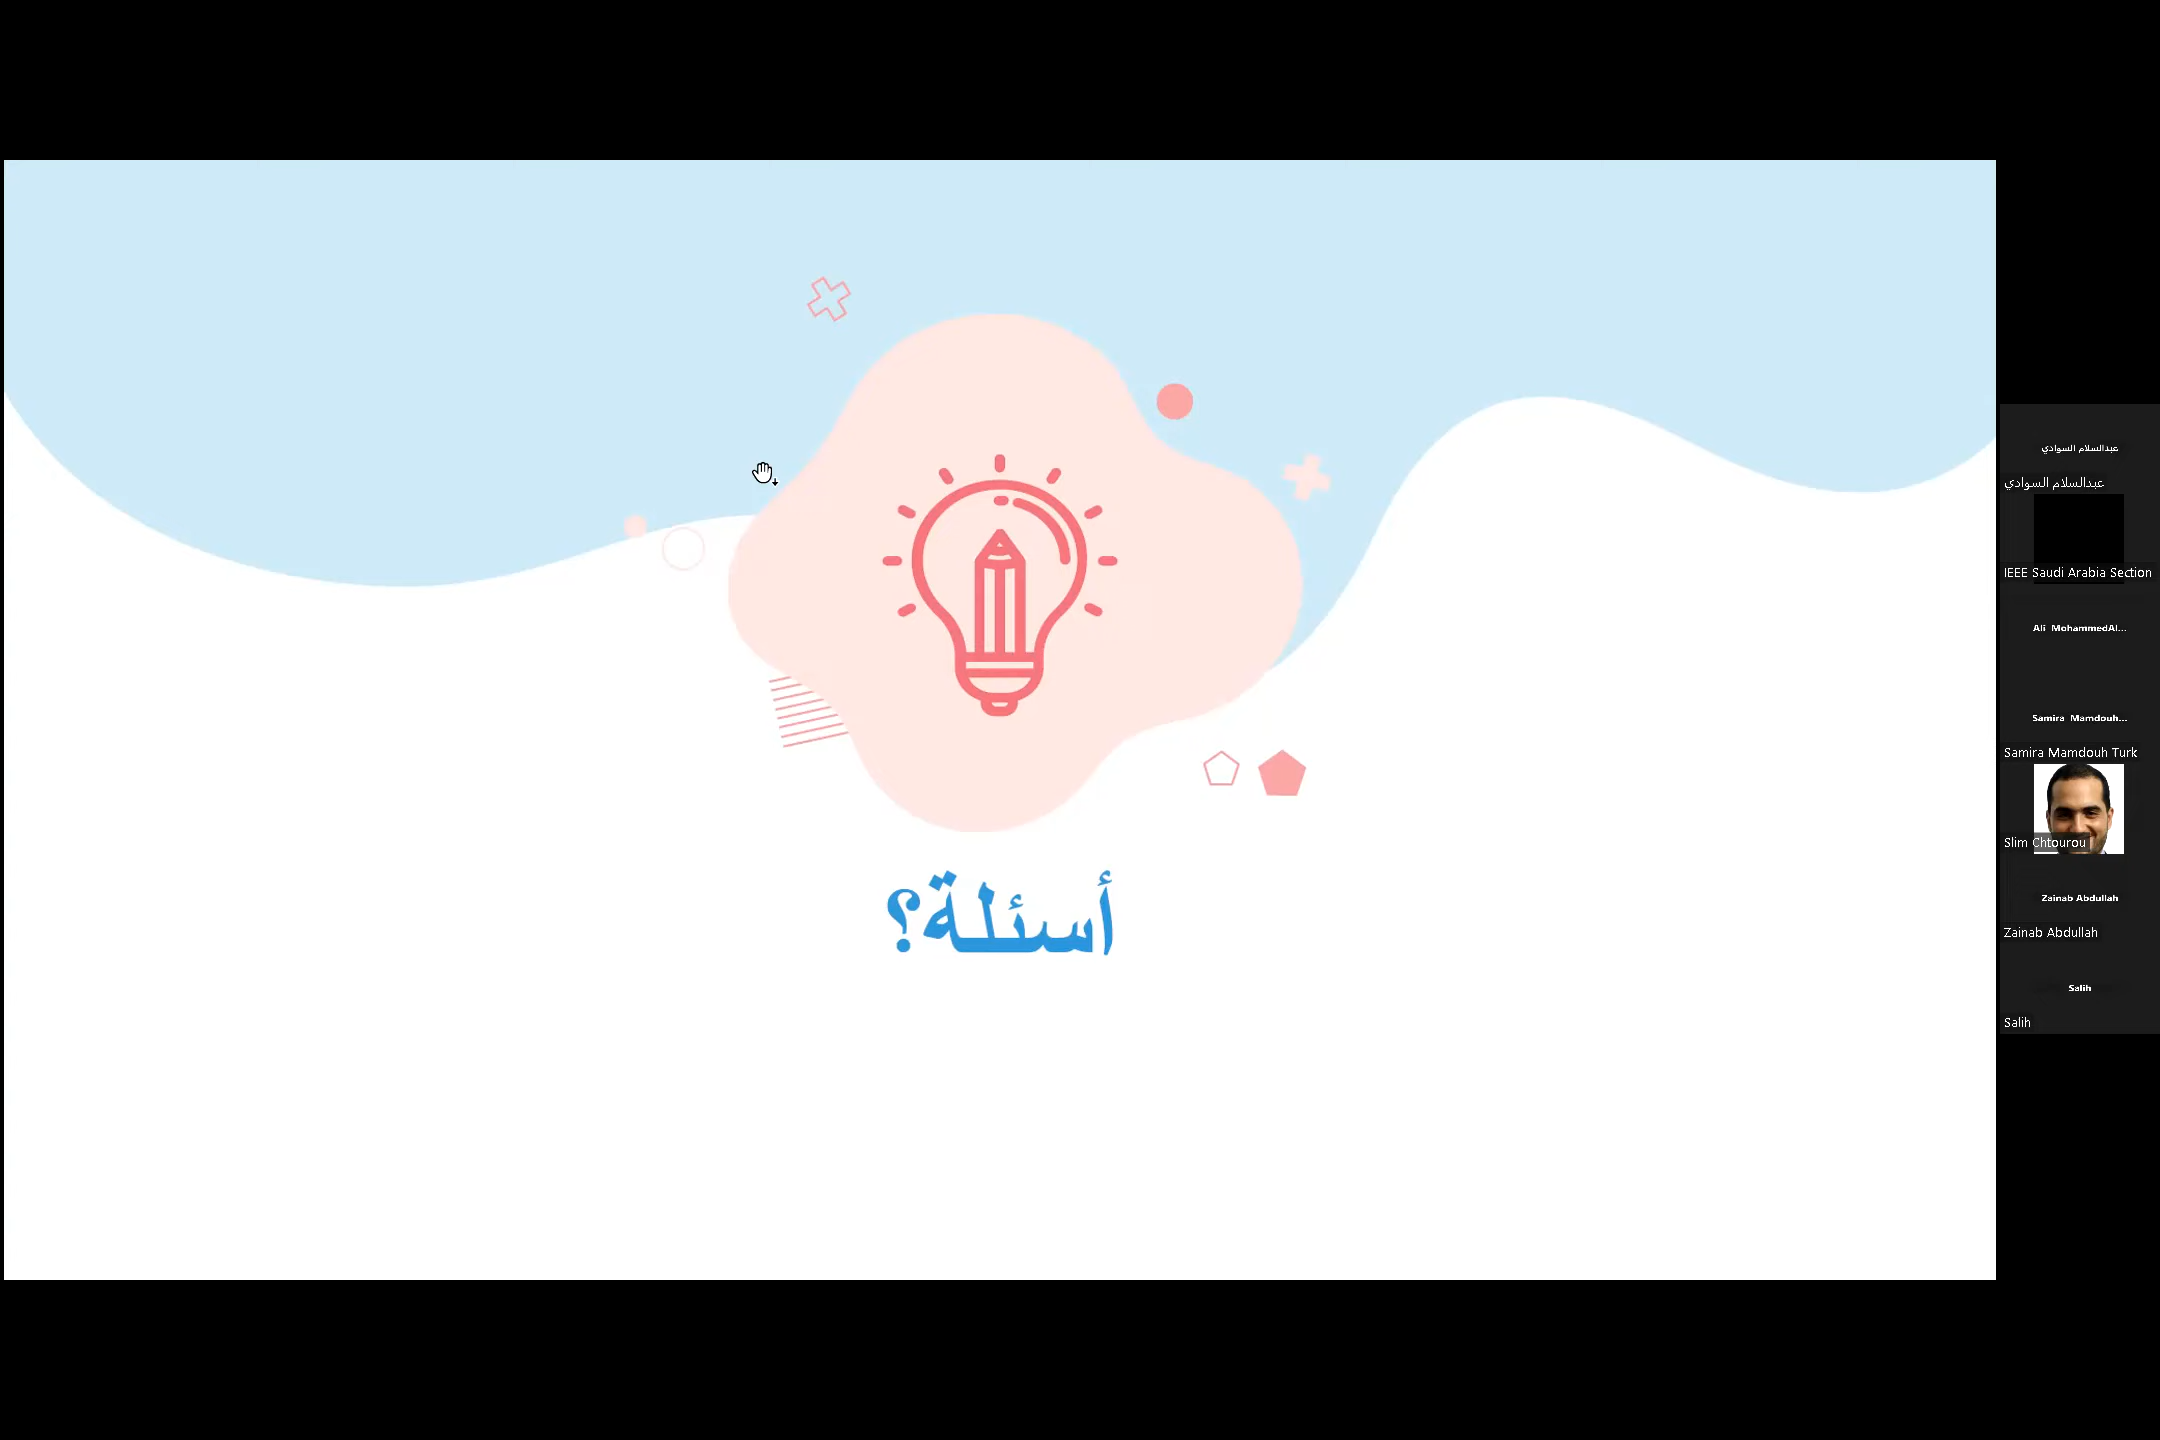 أسئلة؟
عبدالسلام السوادي
عبدالسلام السوادي
IEEE Saudi Arabia Section
Ali MohammedAl...
Samira Mamdouh...
Samira Mamdouh Turk
Slim Chtourou
Zainab Abdullah
Zainab Abdullah
Salih
Salih